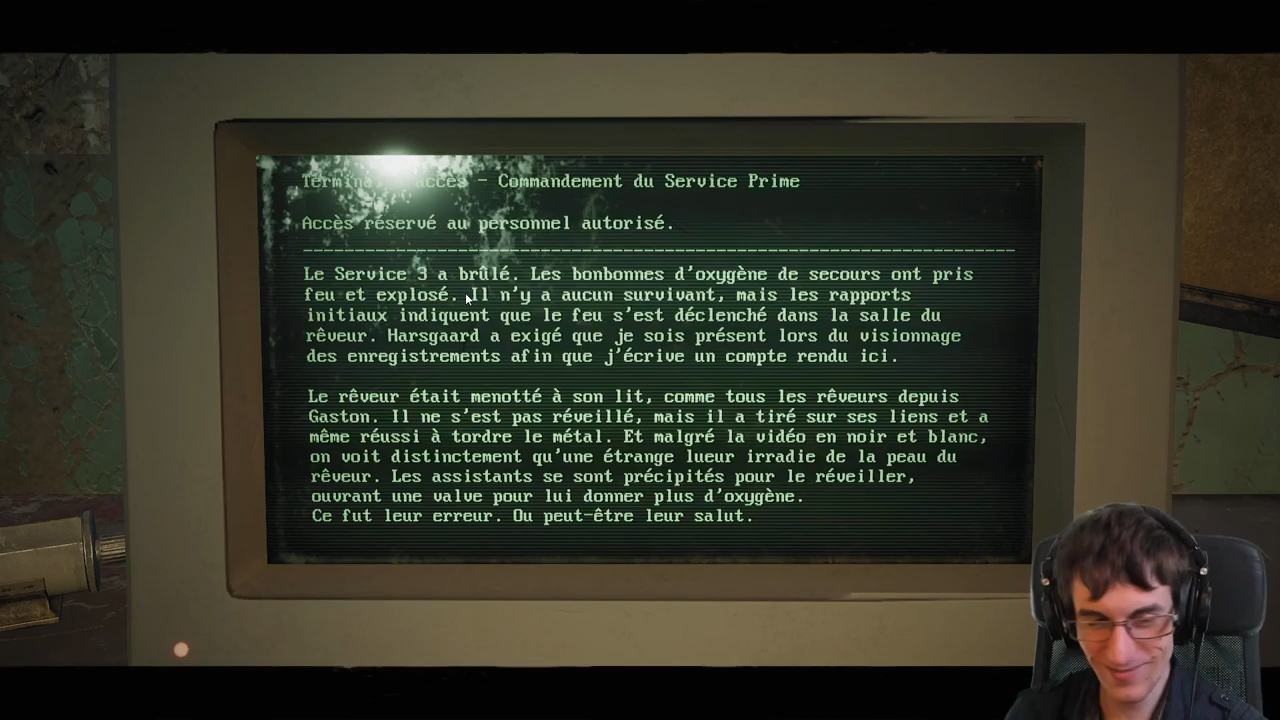 Terminal d'accès - Commandement du Service Prime
Accès réservé au personnel autorisé.
Le Service 3 a brûlé. Les bonbonnes d'oxygène de secours ont pris
feu et explosé. Il n'y a aucun survivant, mais les rapports
initiaux indiquent que le feu s'est déclenché dans la salle du
rêveur. Harsgaard a exigé que je sois présent lors du visionnage
des enregistrements afin que j'écrive un compte rendu ici.
Le rêveur était menotté à son lit, comme tous les rêveurs depuis
Gaston. Il ne s'est pas réveillé, mais il a tiré sur ses liens et a
même réussi à tordre le métal. Et malgré la vidéo en noir et blanc,
on voit distinctement qu'une étrange lueur irradie de la peau du
rêveur. Les assistants se sont précipités pour le réveiller,
ouvrant une valve pour lui donner plus d'oxygène.
Ce fut leur erreur. Ou peut-être leur salut.